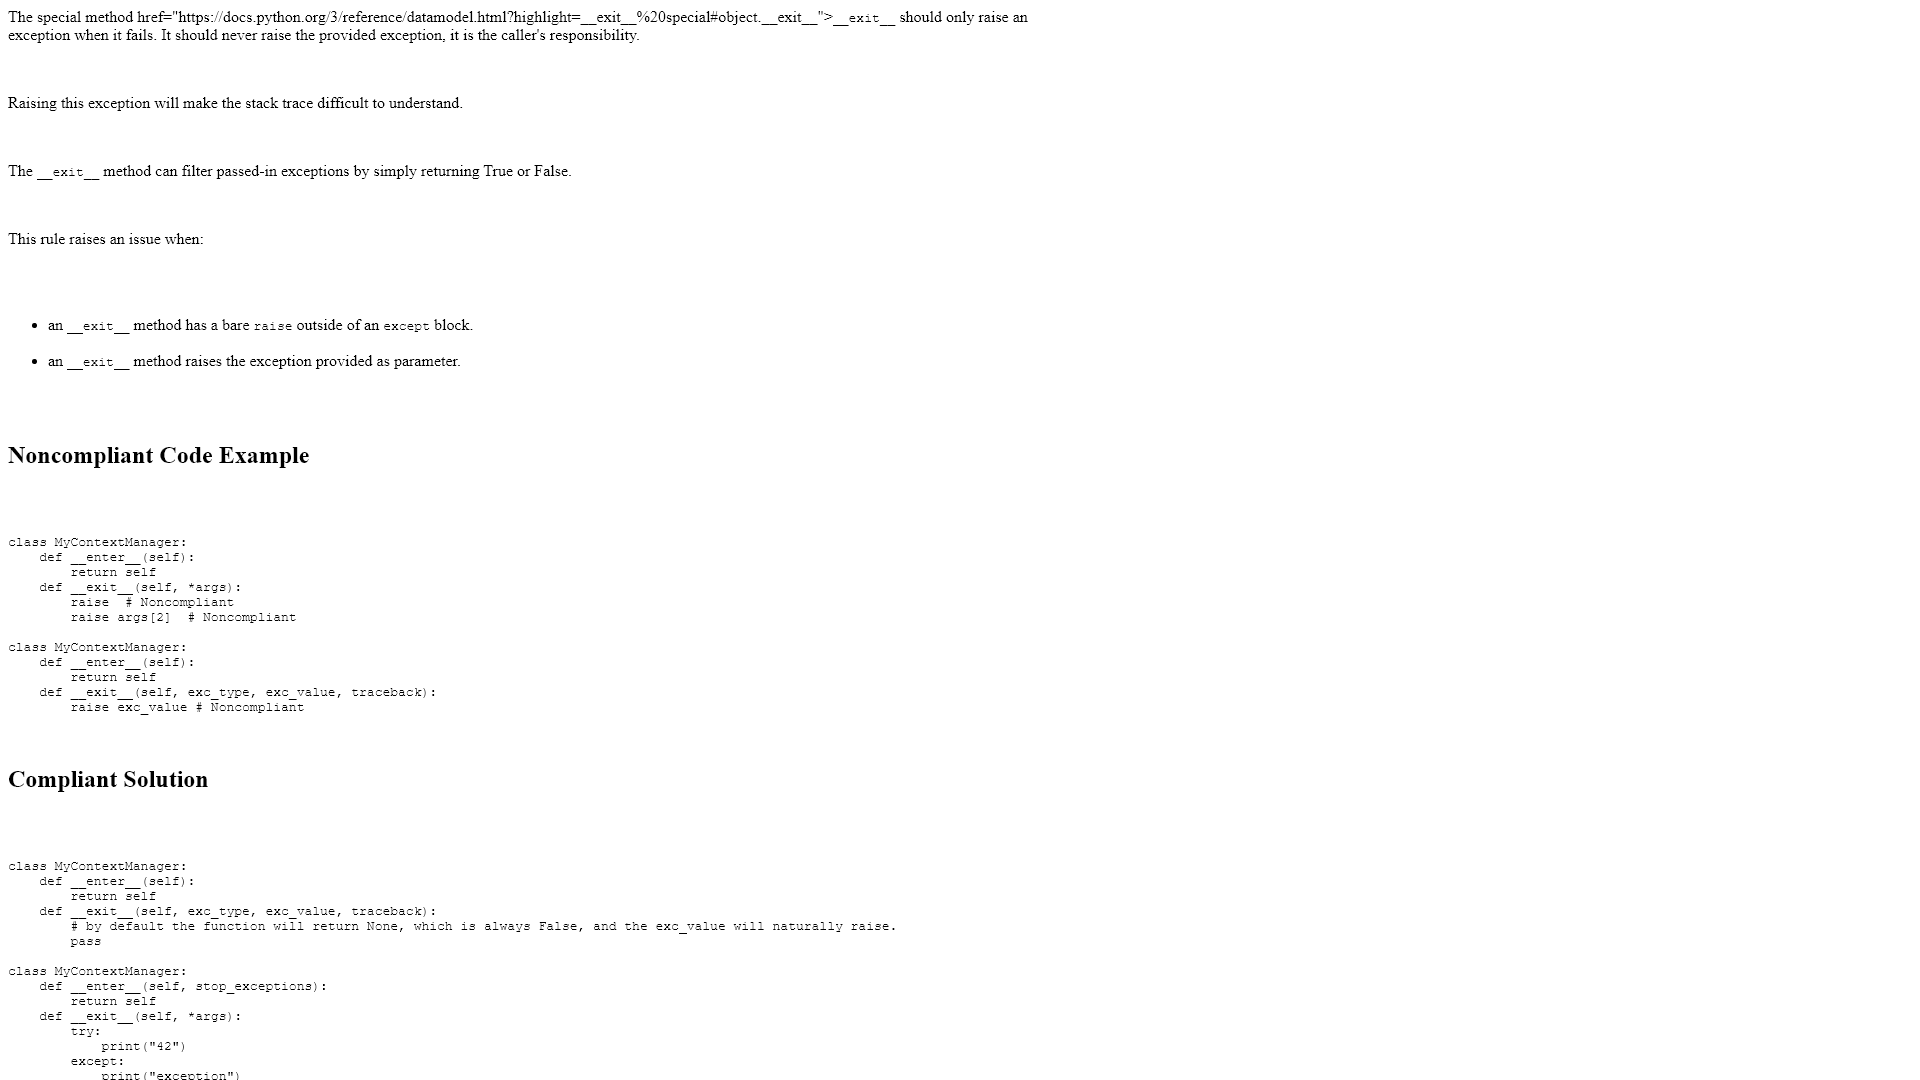 The special method href="https://docs.python.org/3/reference/datamodel.html?highlight=__exit__%20special#object.__exit__">__exit__ should only raise an
exception when it fails. It should never raise the provided exception, it is the caller's responsibility.
Raising this exception will make the stack trace difficult to understand.
The __exit__ method can filter passed-in exceptions by simply returning True or False.
This rule raises an issue when:
• an __exit__ method has a bare raise outside of an except block.
• an __exit__ method raises the exception provided as parameter.
Noncompliant Code Example
class MyContextManager:
    def __enter__(self):
        return self
    def __exit__(self, *args):
        raise  # Noncompliant
        raise args[2]  # Noncompliant
class MyContextManager:
    def __enter__(self):
        return self
    def __exit__(self, exc_type, exc_value, traceback):
        raise exc_value # Noncompliant
Compliant Solution
class MyContextManager:
    def __enter__(self):
        return self
    def __exit__(self, exc_type, exc_value, traceback):
        # by default the function will return None, which is always False, and the exc_value will naturally raise.
        pass
class MyContextManager:
    def __enter__(self, stop_exceptions):
        return self
    def __exit__(self, *args):
        try:
            print("42")
        except:
            print("exception")